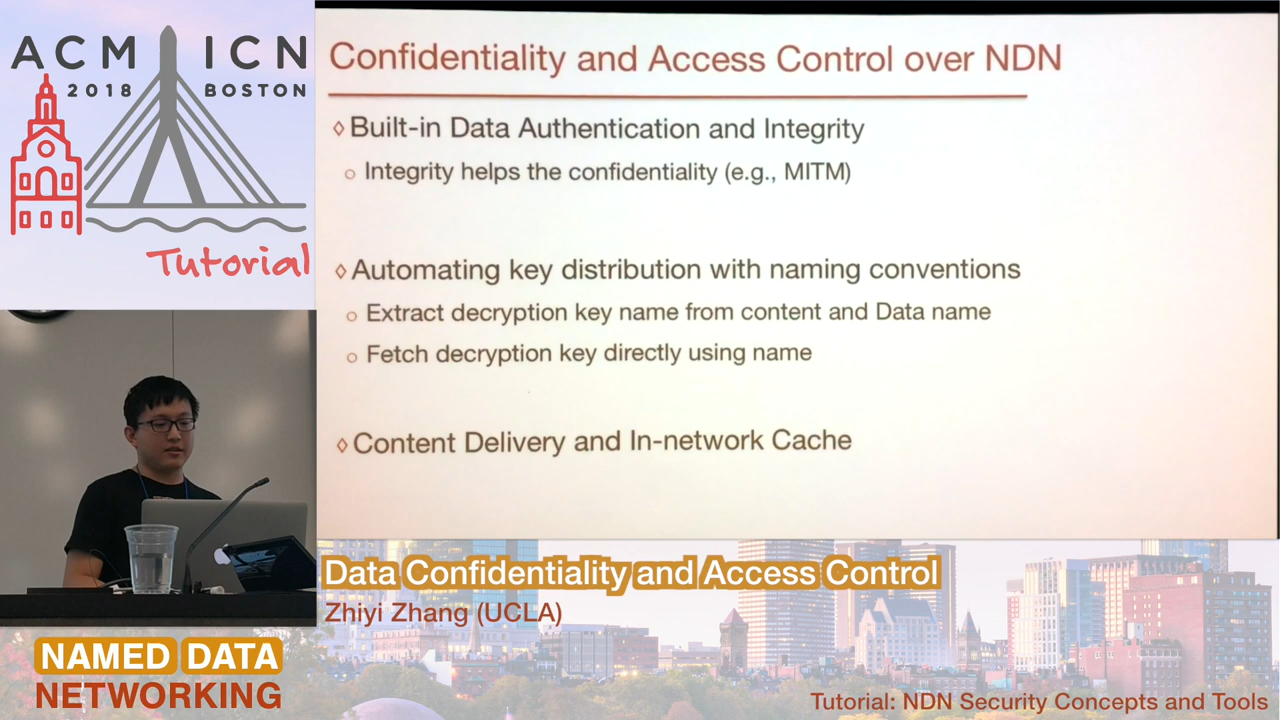 ACM ICN
2018 BOSTON
Tutorial
Confidentiality and Access Control over NDN
◊ Built-in Data Authentication and Integrity
○ Integrity helps the confidentiality (e.g., MITM)
◊ Automating key distribution with naming conventions
○ Extract decryption key name from content and Data name
○ Fetch decryption key directly using name
◊ Content Delivery and In-network Cache
Data Confidentiality and Access Control
Zhiyi Zhang (UCLA)
NAMED DATA
NETWORKING
Tutorial: NDN Security Concepts and Tools